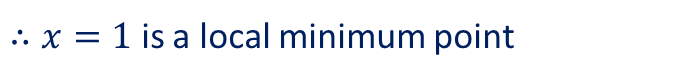 ∴ 𝑥 = 1 is a local minimum point